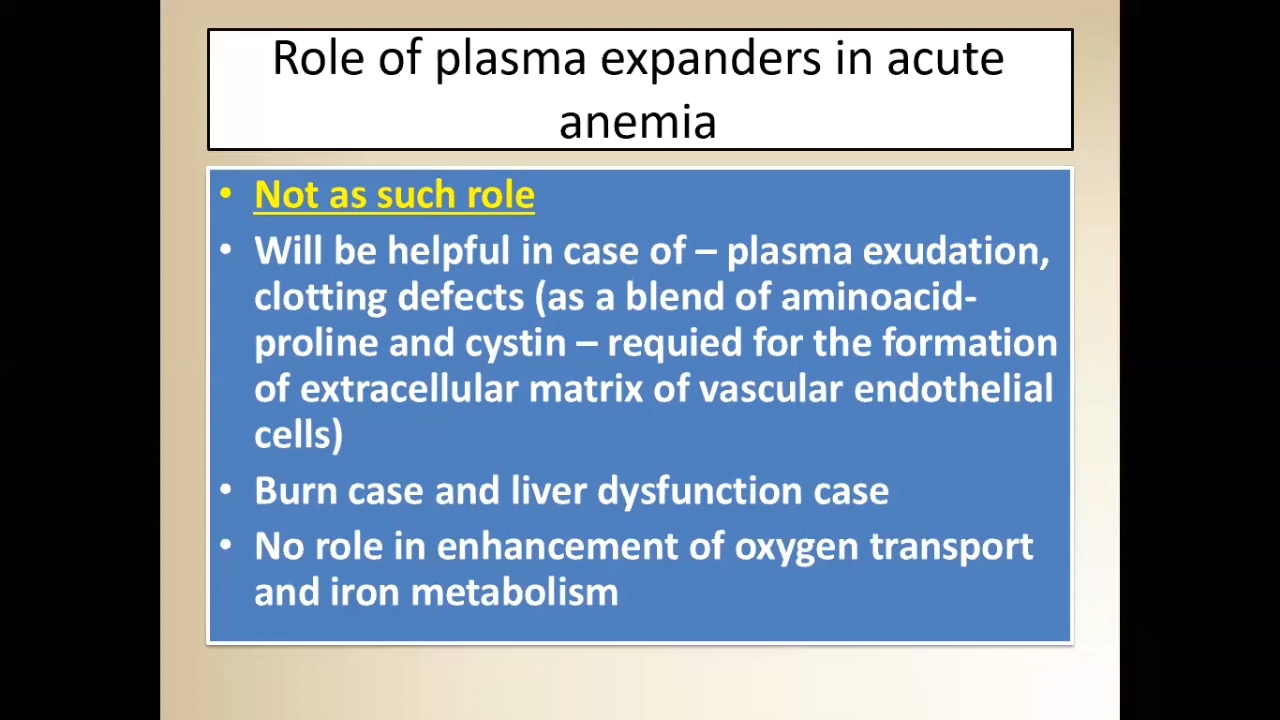 Role of plasma expanders in acute
anemia
• Not as such role
• Will be helpful in case of – plasma exudation,
clotting defects (as a blend of aminoacid-
proline and cystin – requied for the formation
of extracellular matrix of vascular endothelial
cells)
• Burn case and liver dysfunction case
• No role in enhancement of oxygen transport
and iron metabolism